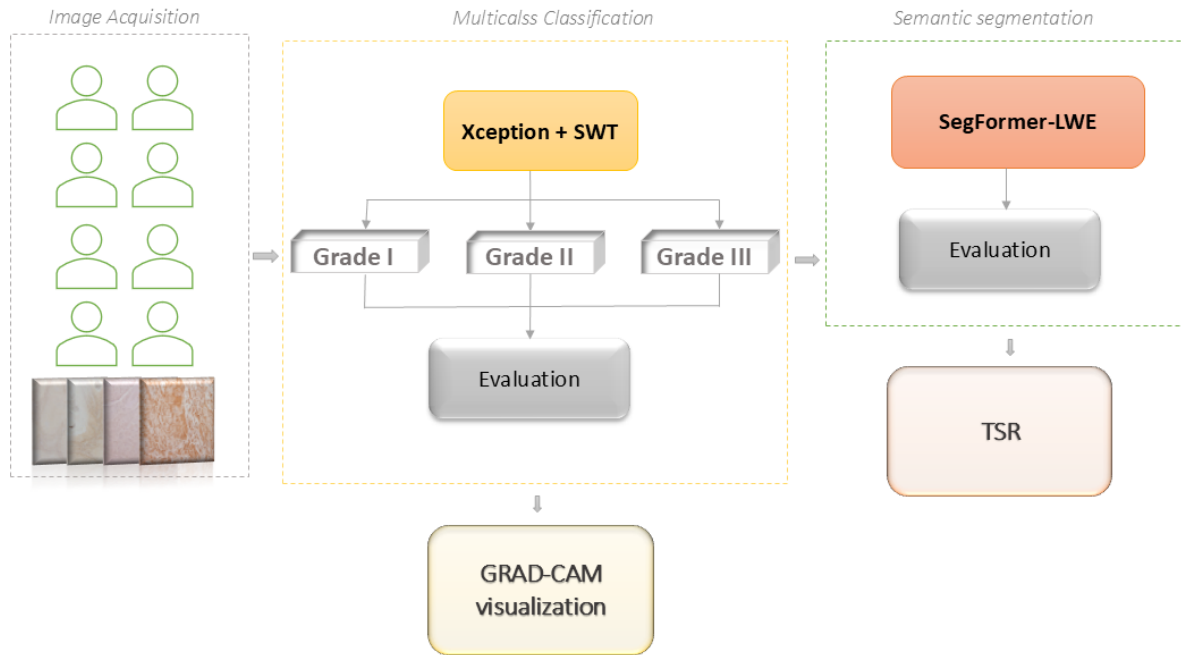 Image Acquisition
Multicalss Classification
Semantic segmentation
Xception + SWT
SegFormer-LWE
Grade I
Grade II
Grade III
Evaluation
Evaluation
TSR
GRAD-CAM
visualization